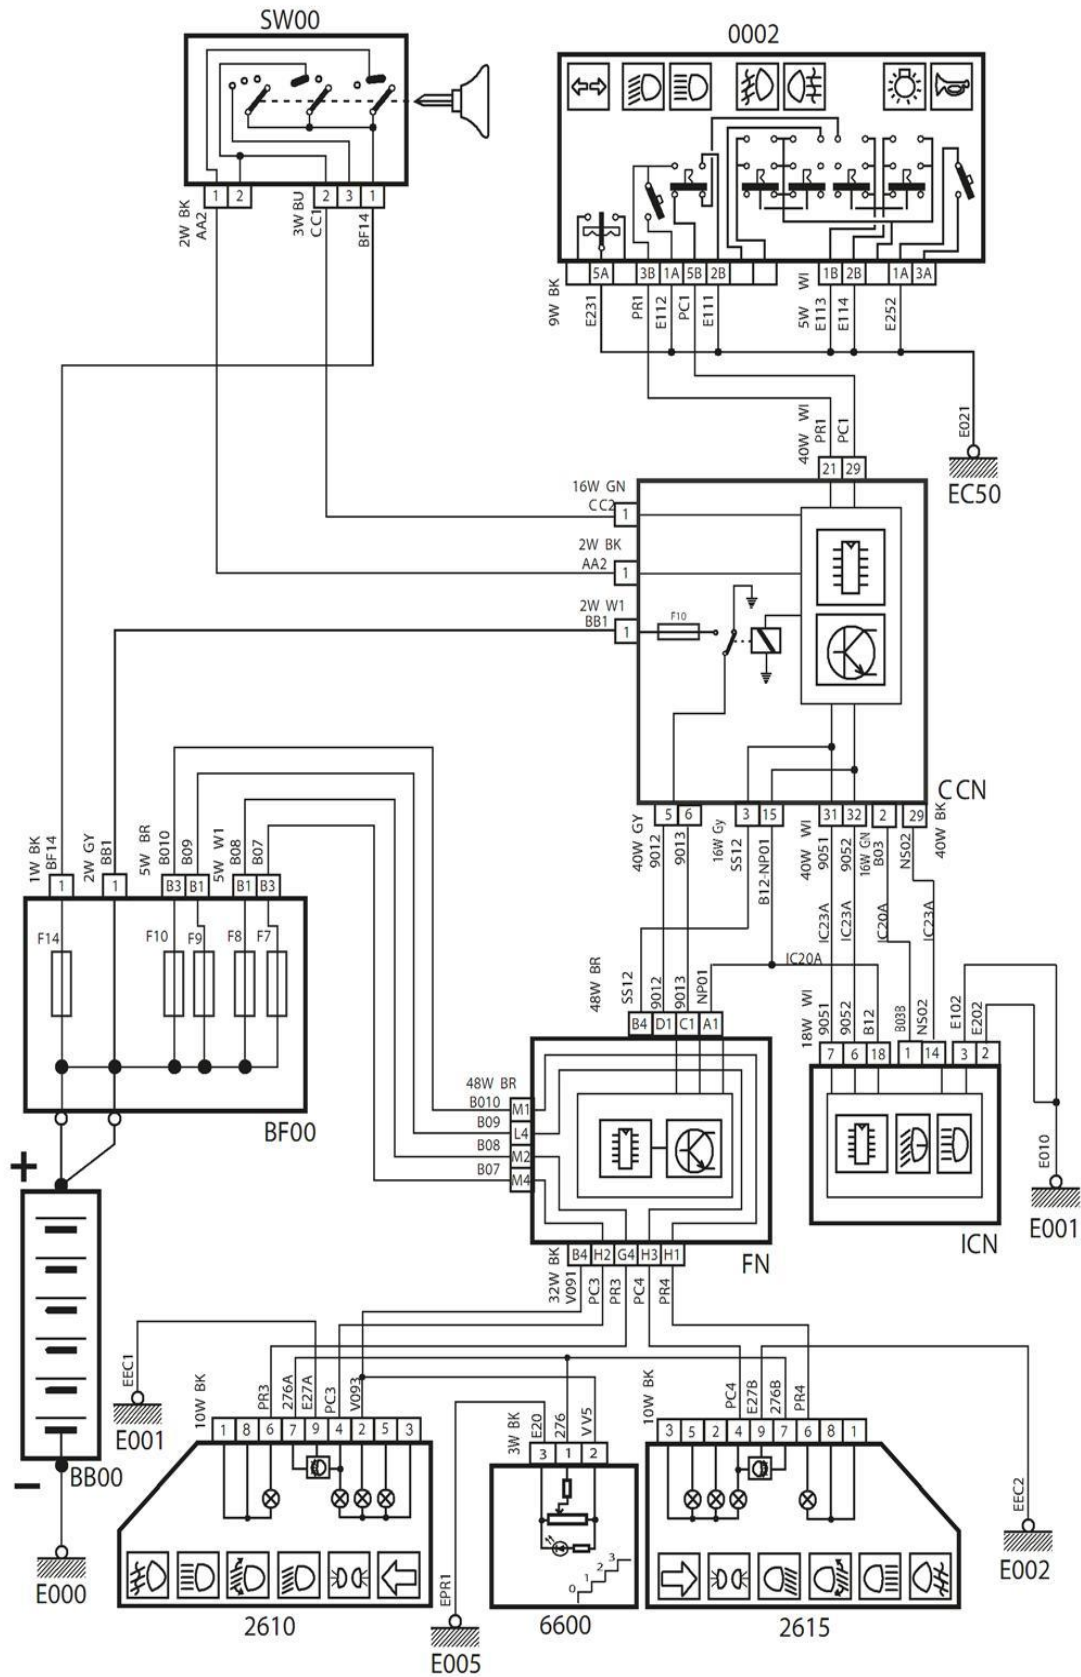 SW00
0002
1 2
2 3 1
2W BK
AA2
3W BU
CC1
BF14
5A 3B 1A 5B 2B
1B 2B 1A 3A
9W BK
E231
PR1
E112
PC1
E111
5W WI
E113
E114
E252
E021
EC50
40W WI
PR1
PC1
21 29
16W GN
CC2
1
2W BK
AA2
1
2W W1
BB1
1
F10
CCN
5 6
3 15
31 32
2
29
40W GY
9012
9013
16W Gy
SS12
B12-NP01
40W WI
9051
9052
16W GN
B03
NS02
40W BK
IC23A
IC23A
IC20A
IC23A
IC20A
1W BK
BF14
2W GY
BB1
5W BR
B010
B09
5W W1
B08
B07
1
1
B3 B1
B1 B3
F14
F10
F9
F8
F7
BF00
48W BR
SS12
9012
9013
NP01
B4 D1 C1 A1
18W WI
9051
9052
B12
B03B
NS02
E102
E202
7 6 18 1 14 3 2
48W BR
B010
M1
B09
L4
B08
M2
B07
M4
E010
E001
ICN
FN
B4 H2 G4 H3 H1
32W BK
V091
PC3
PR3
PC4
PR4
+
−
BB00
E000
EEC1
E001
10W BK
PR3
276A
E27A
PC3
V093
1 8 6 7 9 4 2 5 3
2610
EPR1
E005
3W BK
E20
276
VV5
3 1 2
0
1
2
3
6600
10W BK
PC4
E27B
276B
PR4
3 5 2 4 9 7 6 8 1
2615
EEC2
E002